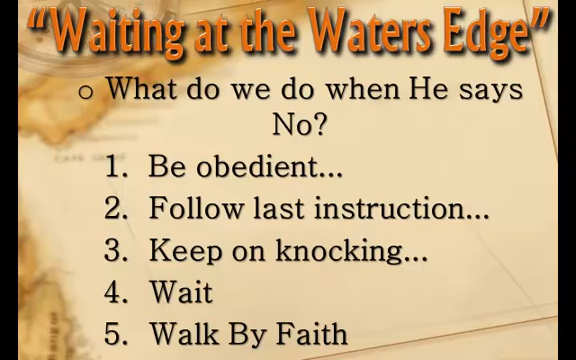 "Waiting at the Waters Edge"
o What do we do when He says
No?
1. Be obedient...
2. Follow last instruction...
3. Keep on knocking...
4. Wait
5. Walk By Faith